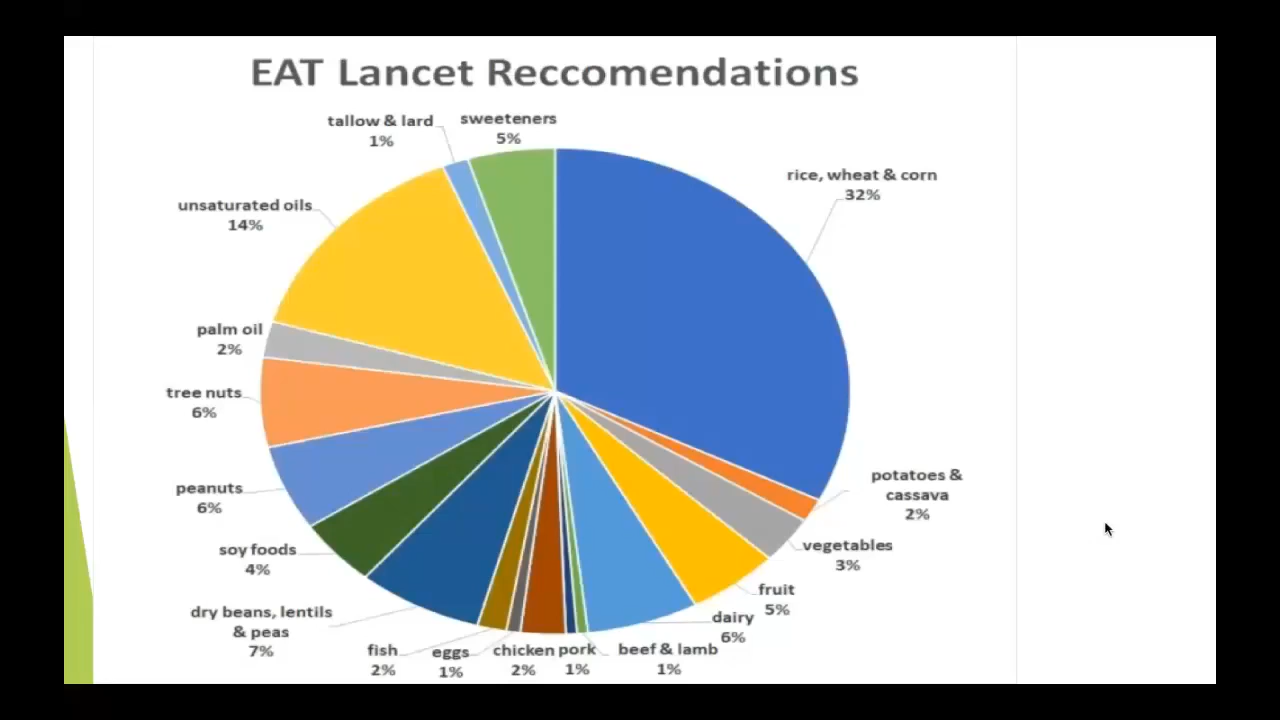 EAT Lancet Reccomendations
tallow & lard
1%
sweeteners
5%
rice, wheat & corn
32%
unsaturated oils
14%
palm oil
2%
tree nuts
6%
potatoes &
cassava
2%
peanuts
6%
vegetables
3%
soy foods
4%
fruit
5%
dry beans, lentils
& peas
7%
dairy
6%
fish
2%
eggs
1%
chicken
2%
pork
1%
beef & lamb
1%